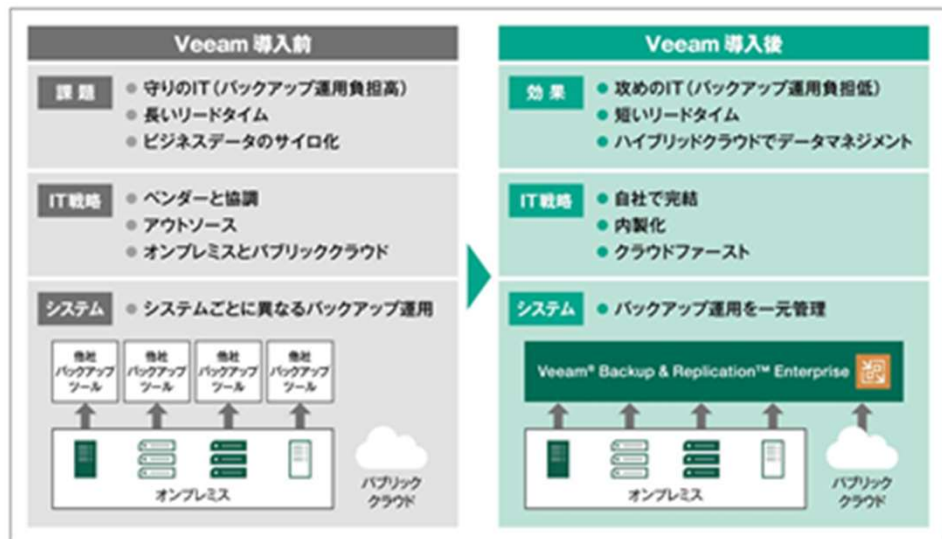 Veeam 導入前
課題
● 守りのIT（バックアップ運用負担高）
● 長いリードタイム
● ビジネスデータのサイロ化
IT戦略
● ベンダーと協調
● アウトソース
● オンプレミスとパブリッククラウド
システム
● システムごとに異なるバックアップ運用
他社
バックアップ
ツール
他社
バックアップ
ツール
他社
バックアップ
ツール
他社
バックアップ
ツール
オンプレミス
パブリック
クラウド
Veeam 導入後
効果
● 攻めのIT（バックアップ運用負担低）
● 短いリードタイム
● ハイブリッドクラウドでデータマネジメント
IT戦略
● 自社で完結
● 内製化
● クラウドファースト
システム
● バックアップ運用を一元管理
Veeam® Backup & Replication™ Enterprise
オンプレミス
パブリック
クラウド